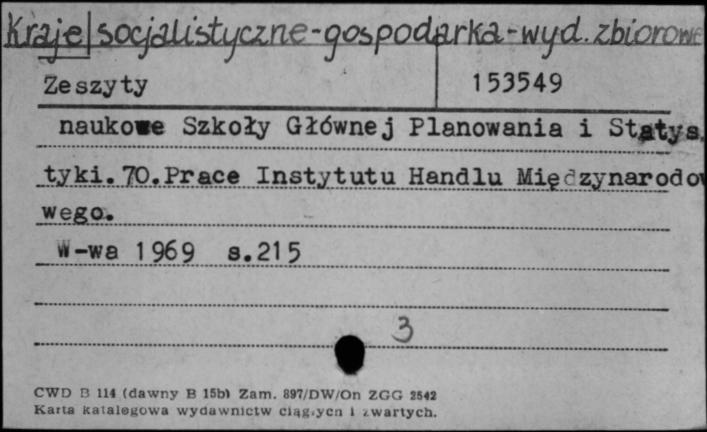 Kraje socjalistyczne-gospodarka-wyd.zbiorowe
Zeszyty 153549
naukowe Szkoły Głównej Planowania i Statys
tyki.70.Prace Instytutu Handlu Międzynarodo
wego.
W-wa 1969 s.215
3
CWD B 114 (dawny B 15b) Zam. 897/DW/On ZGG 2542
Karta katalogowa wydawnictw ciągłych i zwartych.